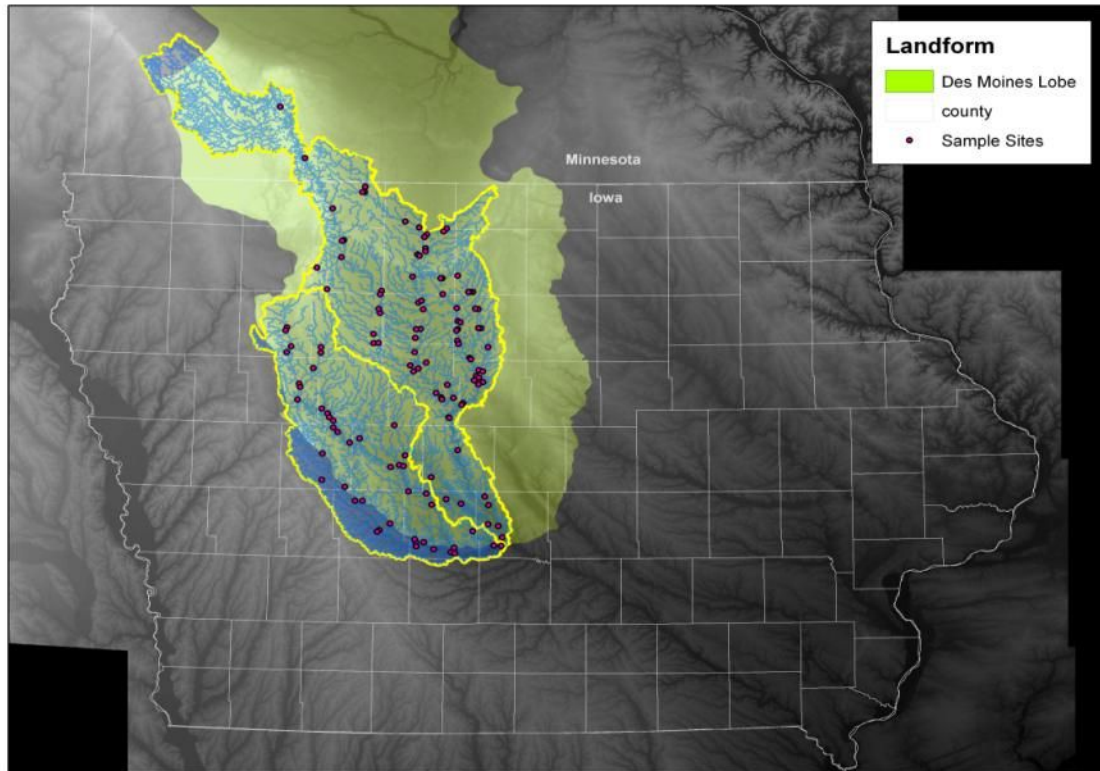 Landform
Des Moines Lobe
county
Sample Sites
Minnesota
Iowa